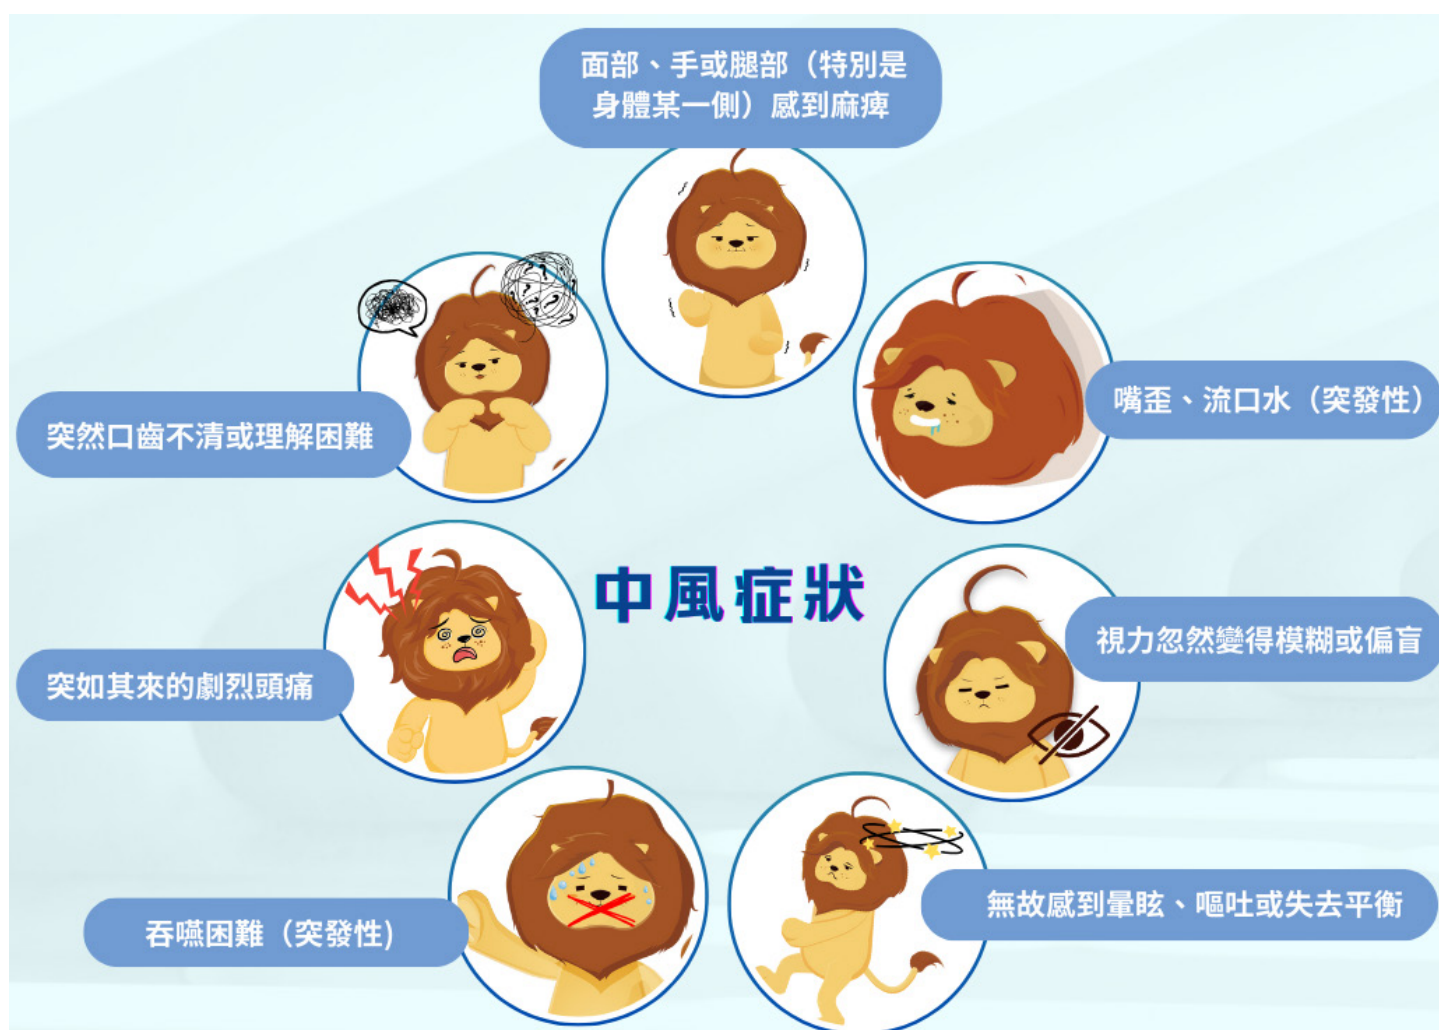 面部、手或腿部（特別是
身體某一側）感到麻痺
嘴歪、流口水（突發性）
突然口齒不清或理解困難
中風症狀
視力忽然變得模糊或偏盲
突如其來的劇烈頭痛
無故感到暈眩、嘔吐或失去平衡
吞嚥困難（突發性)